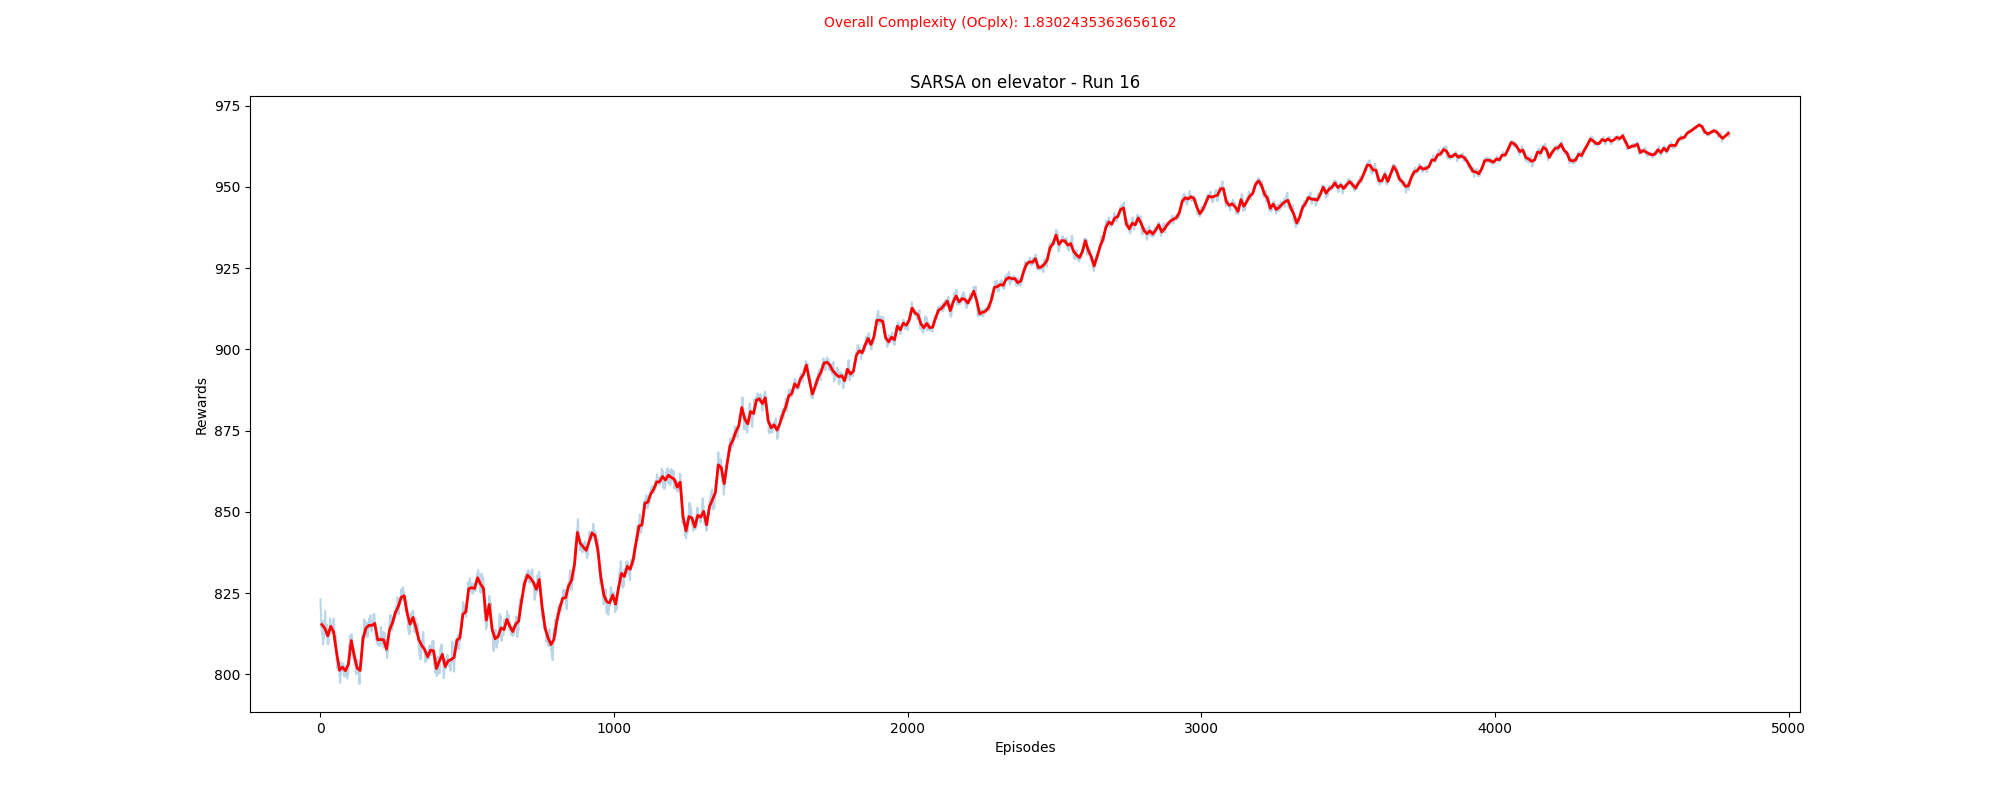 Overall Complexity (OCplx): 1.8302435363656162
SARSA on elevator - Run 16
975
950
925
900
875
850
825
800
Rewards
0 1000 2000 3000 4000 5000
Episodes